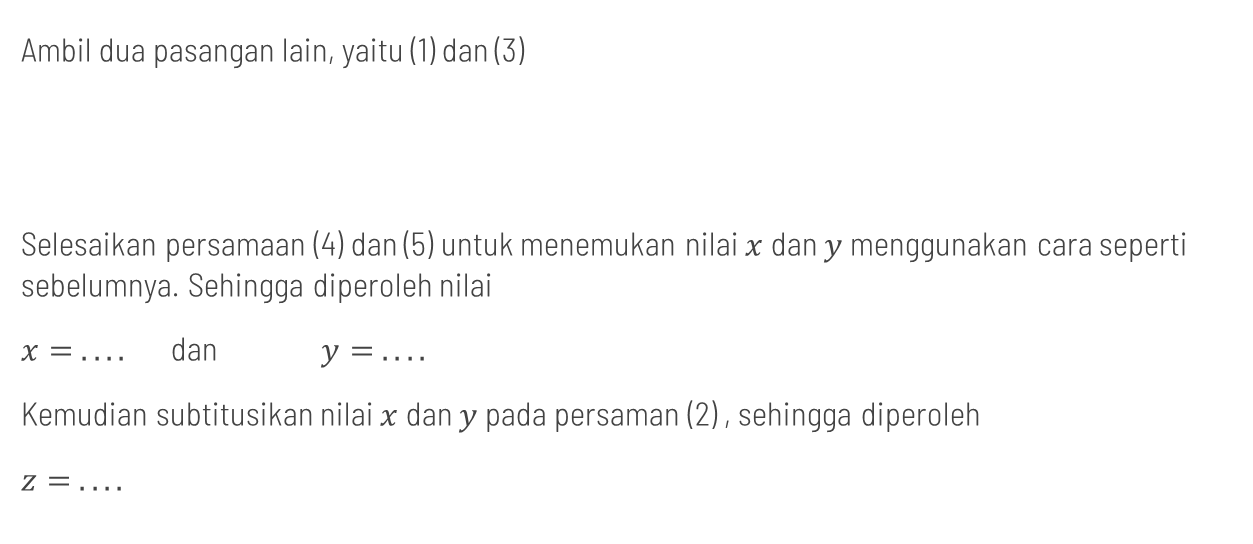 Ambil dua pasangan lain, yaitu (1) dan (3)
Selesaikan persamaan (4) dan (5) untuk menemukan nilai x dan y menggunakan cara seperti
sebelumnya. Sehingga diperoleh nilai
x = .... dan y = ....
Kemudian subtitusikan nilai x dan y pada persaman (2) , sehingga diperoleh
z = ....